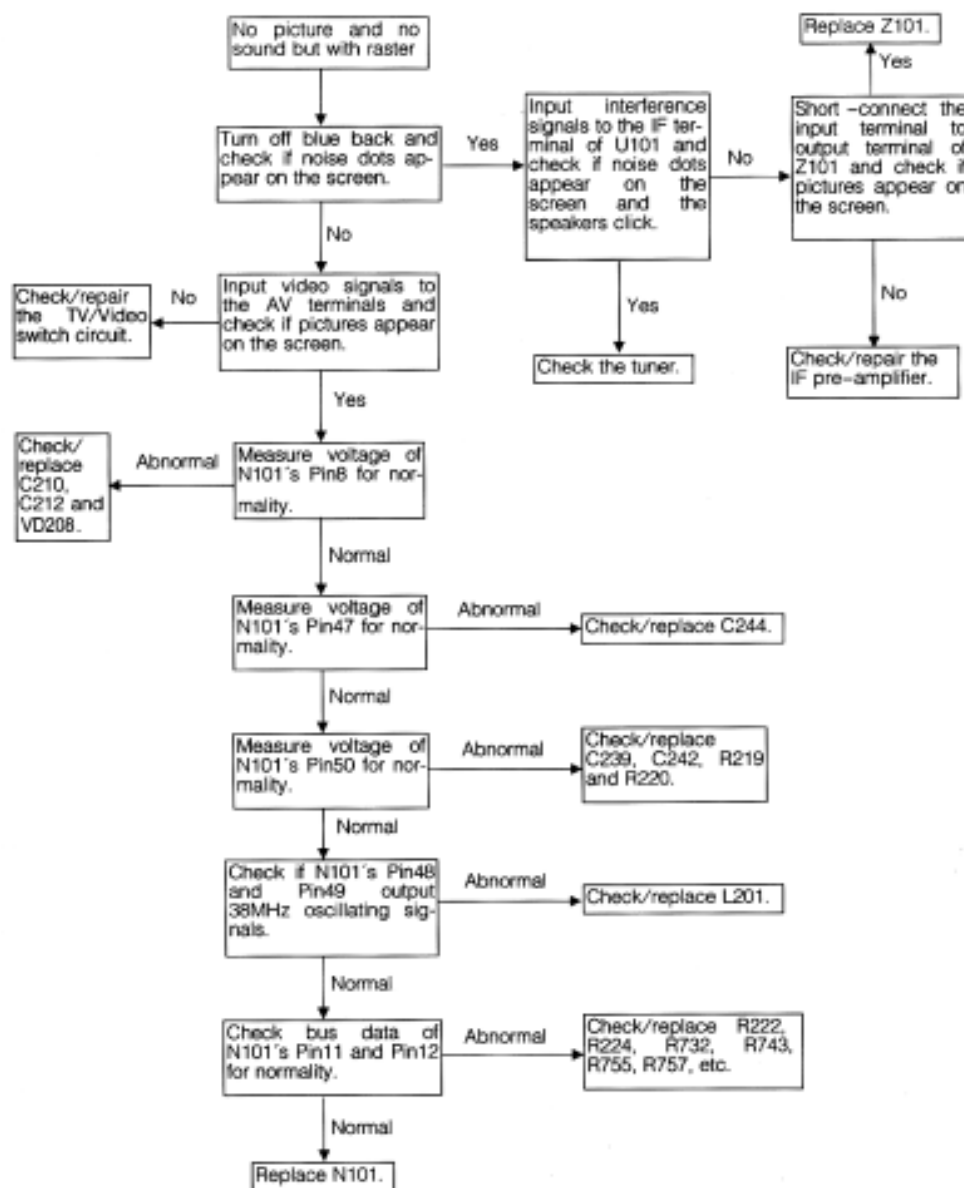 No picture and no
sound but with raster
Replace Z101.
Yes
Turn off blue back and
check if noise dots ap-
pear on the screen.
Yes
Input interference
signals to the IF ter-
minal of U101 and
check if noise dots
appear on the
screen and the
speakers click.
No
Short-connect the
input terminal to
output terminal of
Z101 and check if
pictures appear on
the screen.
No
Yes
No
Check/repair
the TV/Video
switch circuit.
No
Input video signals to
the AV terminals and
check if pictures appear
on the screen.
Check the tuner.
Check/repair the
IF pre-amplifier.
Yes
Check/
replace
C210,
C212 and
VD208.
Abnormal
Measure voltage of
N101's Pin8 for nor-
mality.
Normal
Measure voltage of
N101's Pin47 for nor-
mality.
Abnormal
Check/replace C244.
Normal
Measure voltage of
N101's Pin50 for nor-
mality.
Abnormal
Check/replace
C239, C242, R219
and R220.
Normal
Check if N101's Pin48
and Pin49 output
38MHz oscillating sig-
nals.
Abnormal
Check/replace L201.
Normal
Check bus data of
N101's Pin11 and Pin12
for normality.
Abnormal
Check/replace R222,
R224, R732, R743,
R755, R757, etc.
Normal
Replace N101.